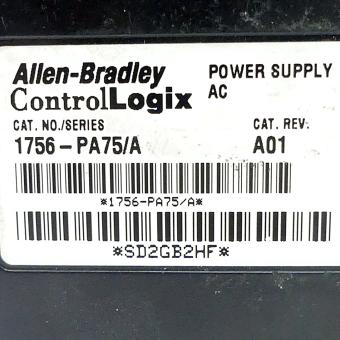 Allen-Bradley POWER SUPPLY
ControlLogix AC
CAT. NO./SERIES CAT. REV.
1756-PA75/A A01
*1756-PA75/A*
*SD2GB2HF*